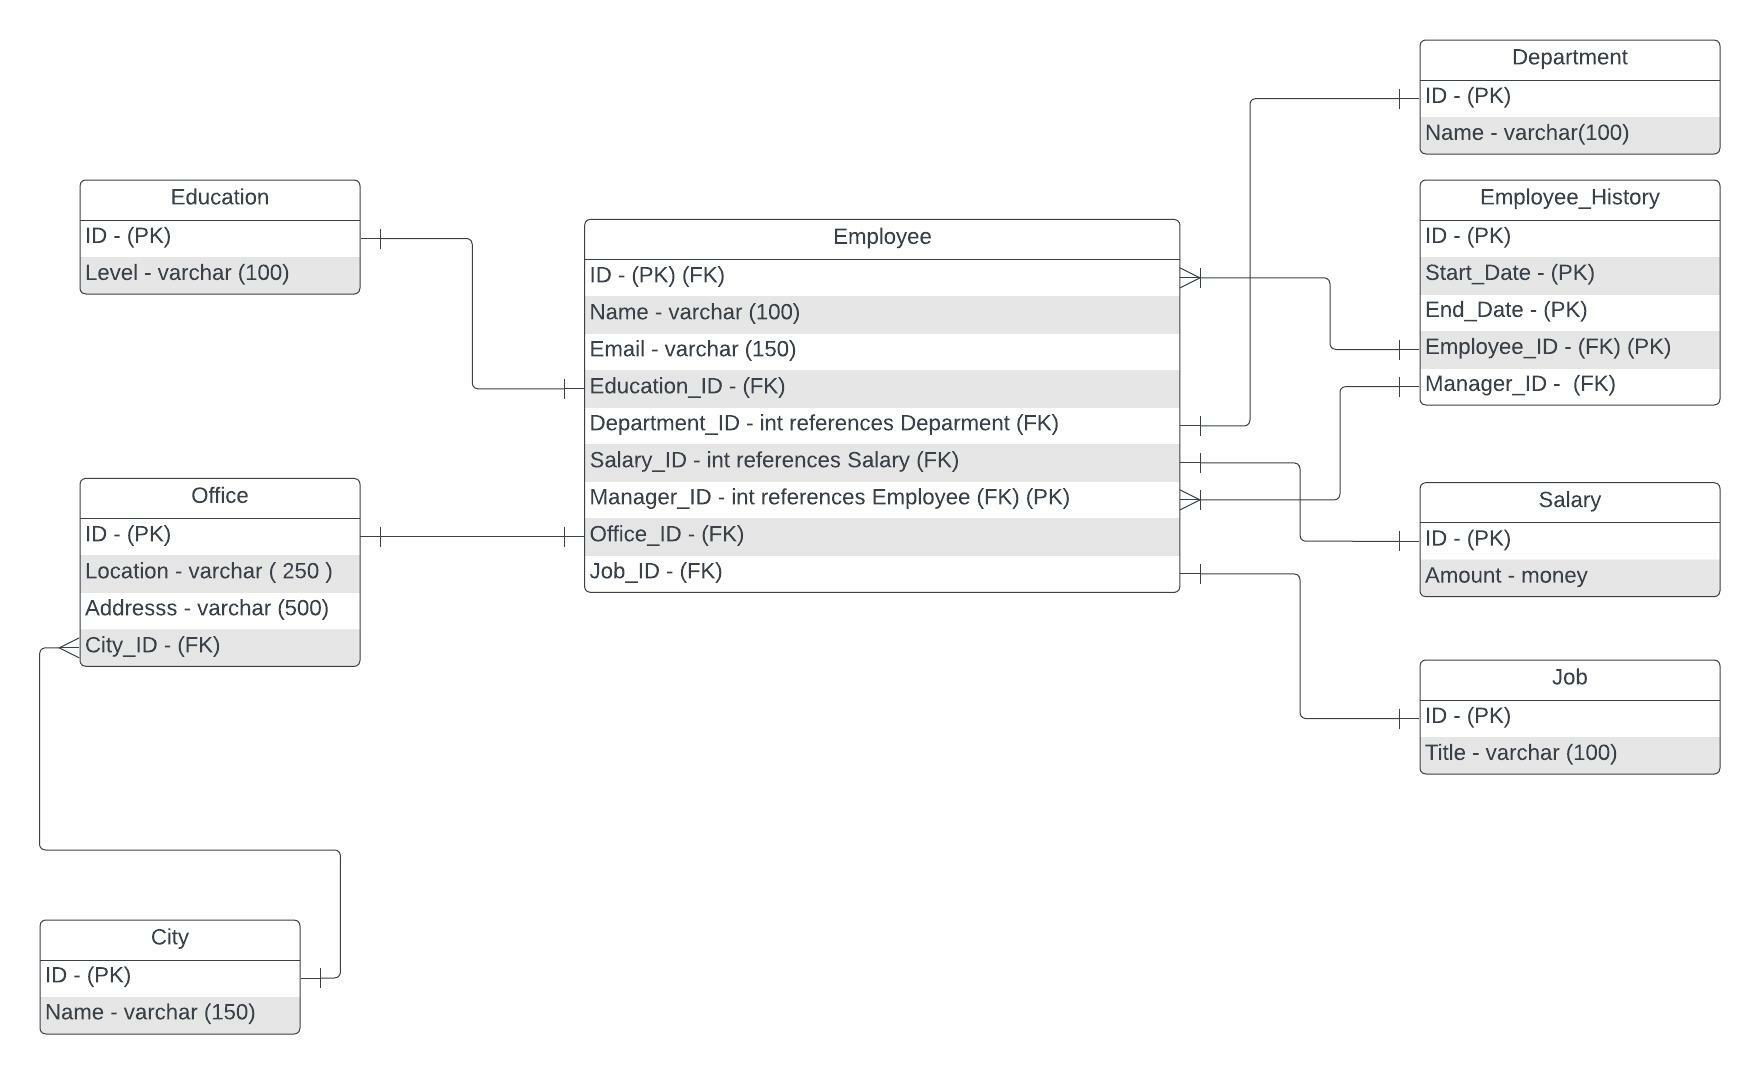 Department
ID - (PK)
Name - varchar(100)
Education
ID - (PK)
Level - varchar (100)
Employee
ID - (PK) (FK)
Name - varchar (100)
Email - varchar (150)
Education_ID - (FK)
Department_ID - int references Deparment (FK)
Salary_ID - int references Salary (FK)
Manager_ID - int references Employee (FK) (PK)
Office_ID - (FK)
Job_ID - (FK)
Employee_History
ID - (PK)
Start_Date - (PK)
End_Date - (PK)
Employee_ID - (FK) (PK)
Manager_ID -  (FK)
Office
ID - (PK)
Location - varchar ( 250 )
Addresss - varchar (500)
City_ID - (FK)
Salary
ID - (PK)
Amount - money
Job
ID - (PK)
Title - varchar (100)
City
ID - (PK)
Name - varchar (150)